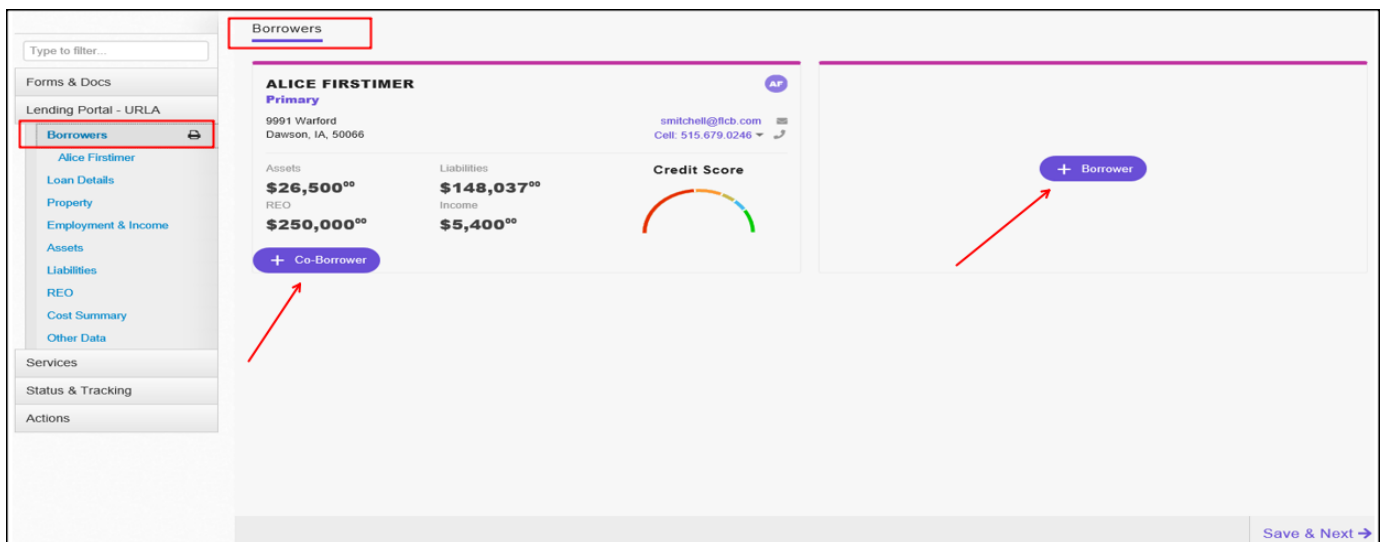 Type to filter...
Forms & Docs
Lending Portal - URLA
Borrowers
Alice Firstimer
Loan Details
Property
Employment & Income
Assets
Liabilities
REO
Cost Summary
Other Data
Services
Status & Tracking
Actions
Borrowers
ALICE FIRSTIMER
AF
Primary
9991 Warford
smitchell@flcb.com
Dawson, IA, 50066
Cell: 515.679.0246
Assets
Liabilities
Credit Score
$26,500⁰⁰
$148,037⁰⁰
REO
Income
$250,000⁰⁰
$5,400⁰⁰
+ Co-Borrower
+ Borrower
Save & Next →